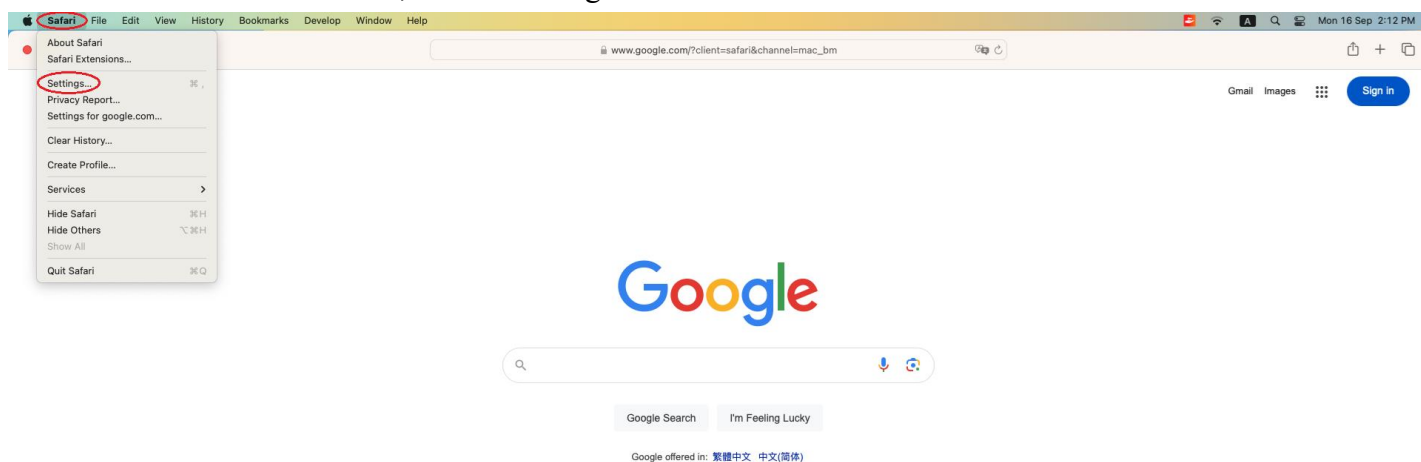 Safari File Edit View History Bookmarks Develop Window Help
A
Mon 16 Sep 2:12 PM
www.google.com/?client=safari&channel=mac_bm
About Safari
Safari Extensions...
Settings... ⌘ ,
Privacy Report...
Settings for google.com...
Clear History...
Create Profile...
Services
Hide Safari ⌘H
Hide Others ⌥⌘H
Show All
Quit Safari ⌘Q
Gmail Images Sign in
Google
Google Search I'm Feeling Lucky
Google offered in: 繁體中文 中文(简体)